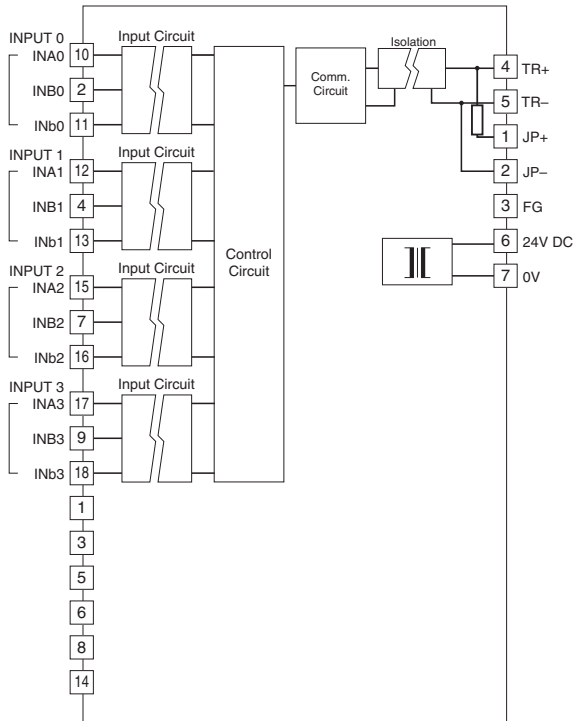 INPUT 0
Input Circuit
INA0 10
INB0 2
INb0 11
INPUT 1
Input Circuit
INA1 12
INB1 4
INb1 13
INPUT 2
Input Circuit
INA2 15
INB2 7
INb2 16
INPUT 3
Input Circuit
INA3 17
INB3 9
INb3 18
1
3
5
6
8
14
Control
Circuit
Comm.
Circuit
Isolation
4 TR+
5 TR–
1 JP+
2 JP–
3 FG
6 24V DC
7 0V